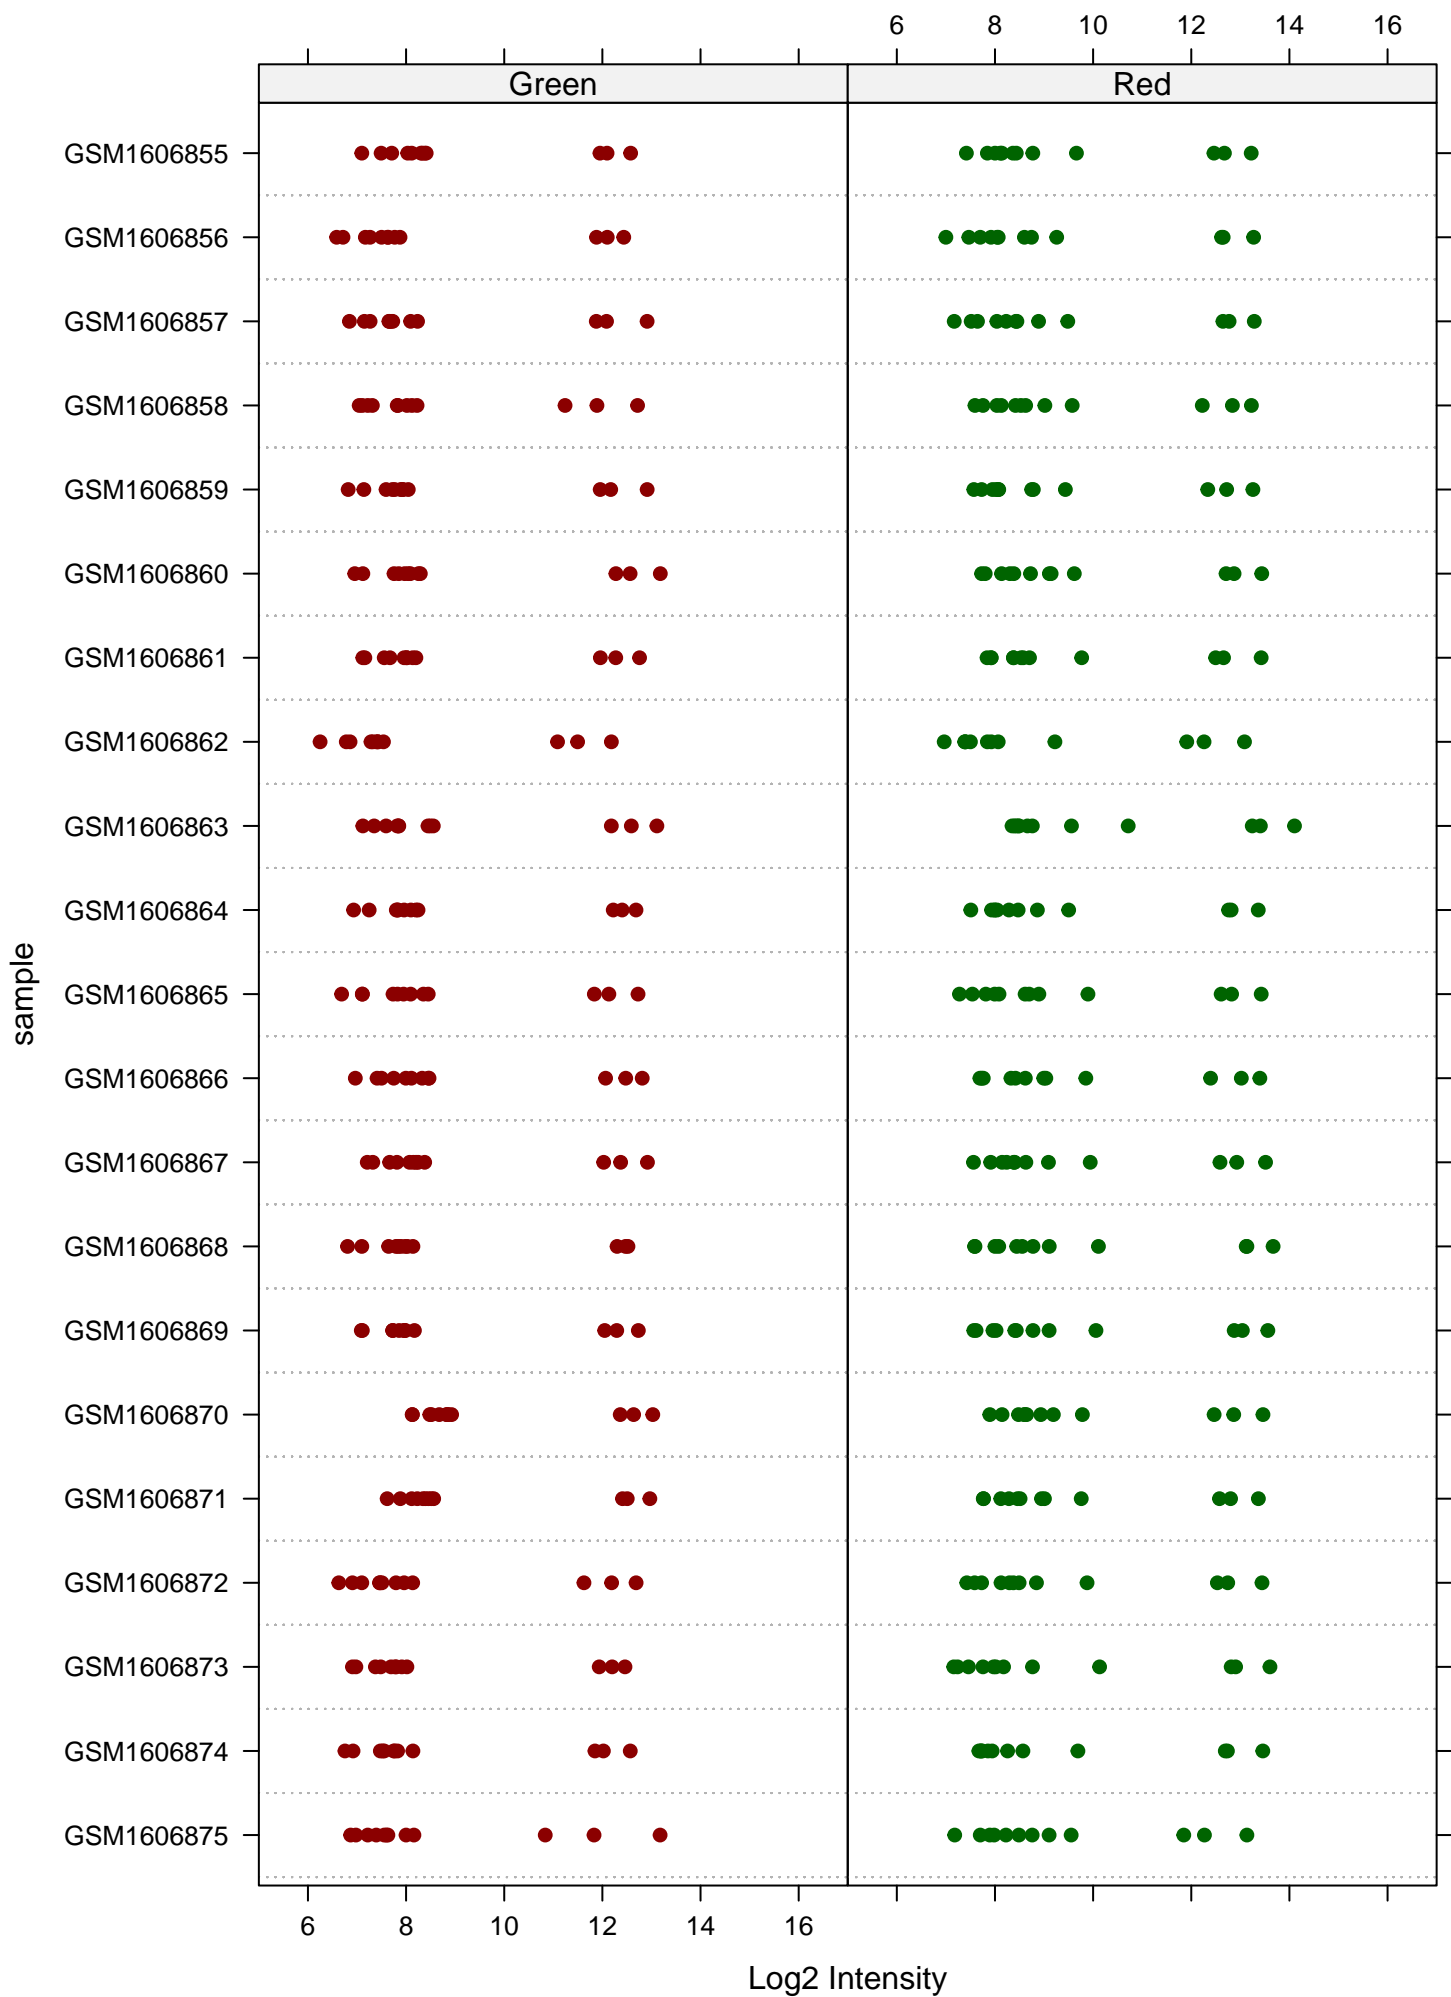 6 8 10 12 14 16
Green Red
GSM1606855
GSM1606856
GSM1606857
GSM1606858
GSM1606859
GSM1606860
GSM1606861
GSM1606862
GSM1606863
GSM1606864
GSM1606865
GSM1606866
GSM1606867
GSM1606868
GSM1606869
GSM1606870
GSM1606871
GSM1606872
GSM1606873
GSM1606874
GSM1606875
sample
6 8 10 12 14 16
Log2 Intensity